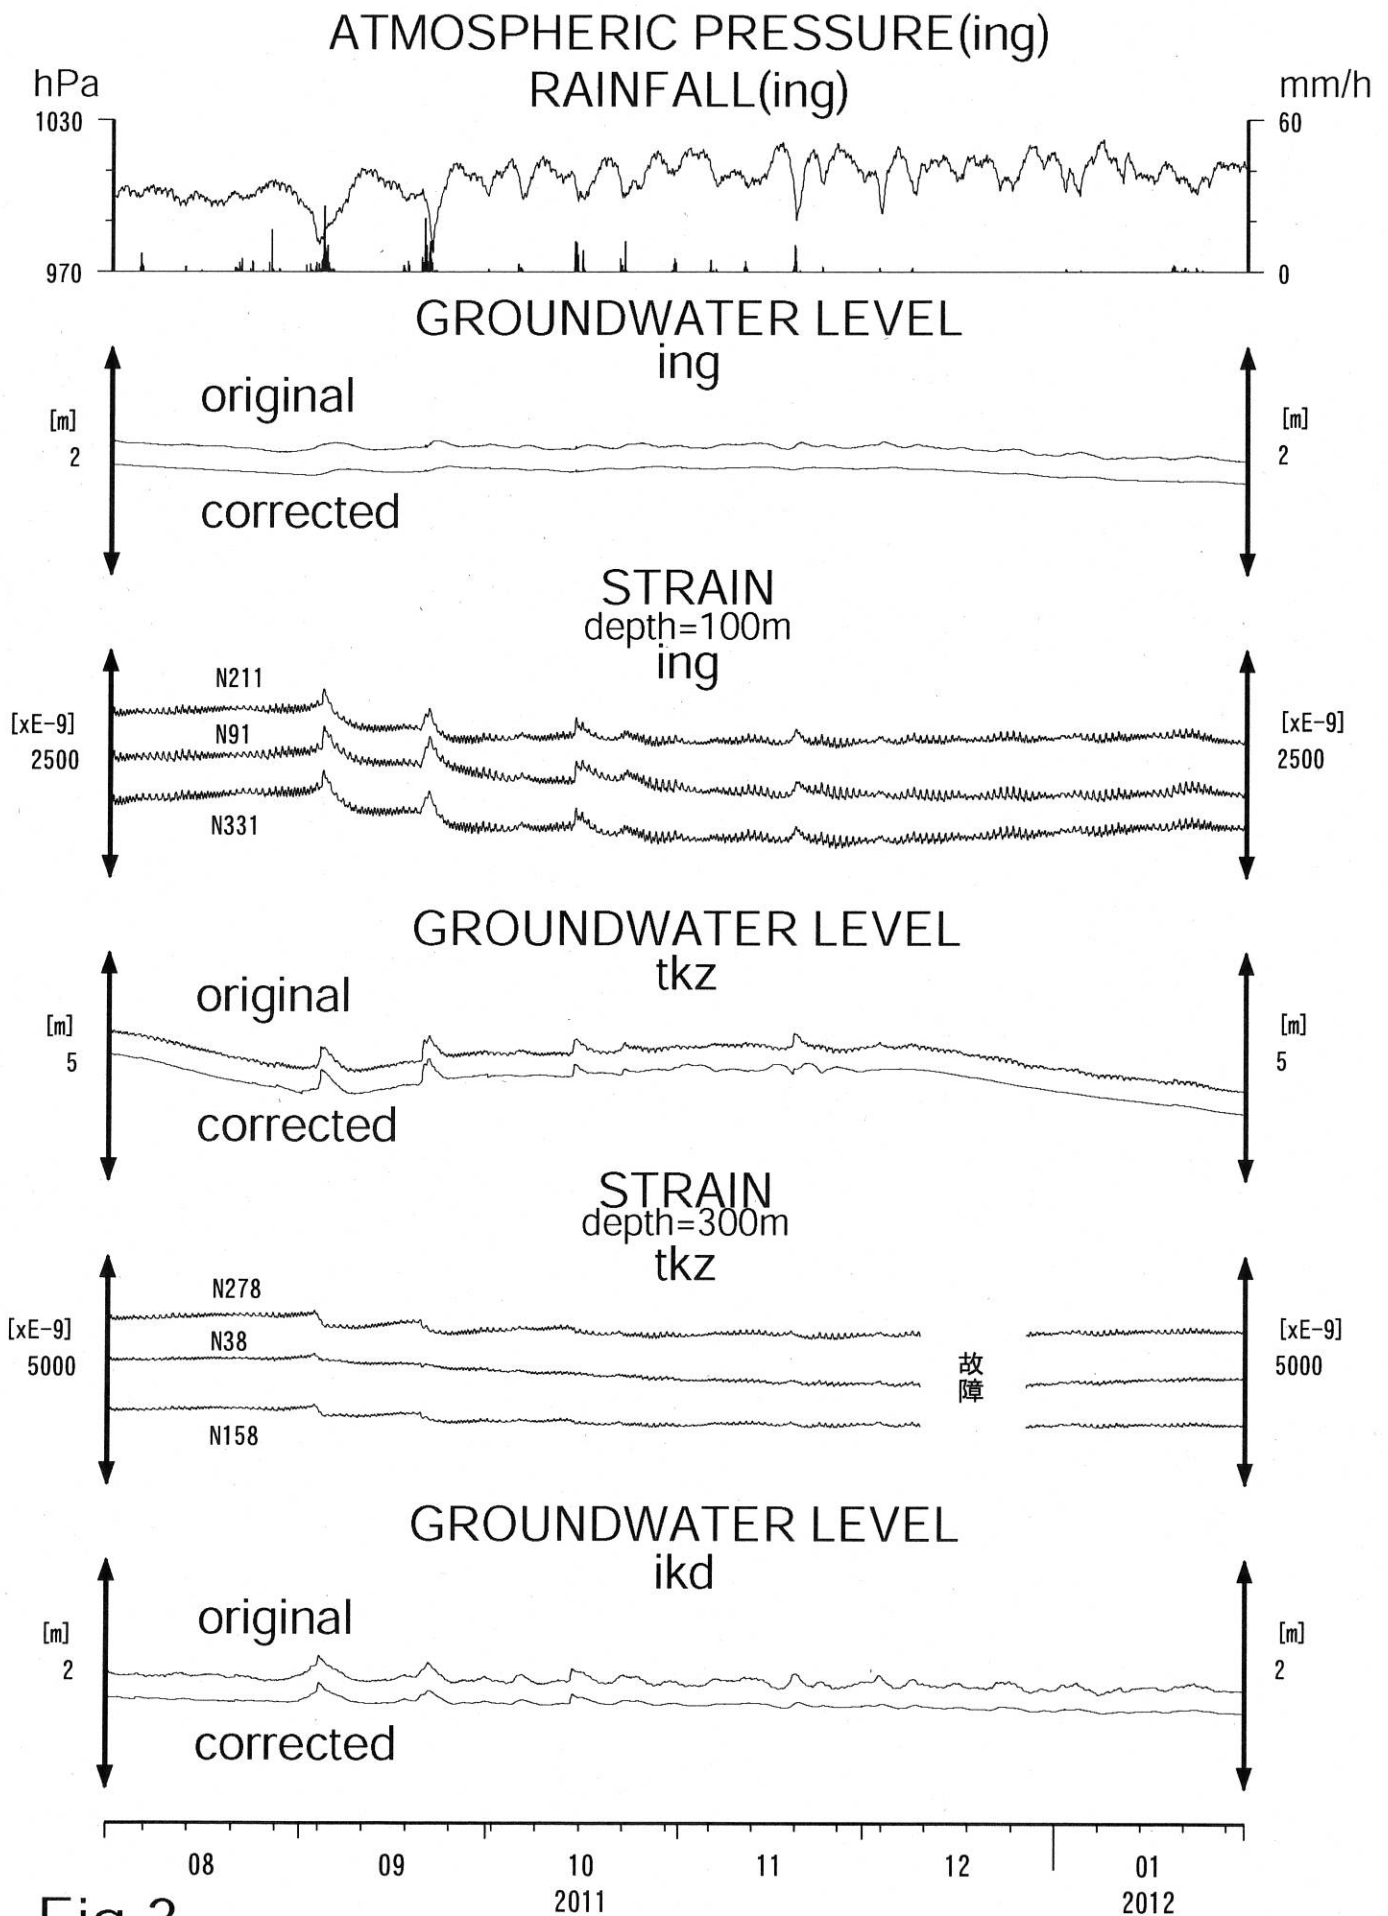 ATMOSPHERIC PRESSURE(ing)
hPa RAINFALL(ing) mm/h
1030 60
970 0
GROUNDWATER LEVEL
ing
original
[m] [m]
2 2
corrected
STRAIN
depth=100m
ing
N211
[xE-9] N91 [xE-9]
2500 2500
N331
GROUNDWATER LEVEL
tkz
original
[m] [m]
5 5
corrected
STRAIN
depth=300m
tkz
N278
[xE-9] N38 [xE-9]
5000 故障 5000
N158
GROUNDWATER LEVEL
ikd
original
[m] [m]
2 2
corrected
08 09 10 11 12 01
2011 2012